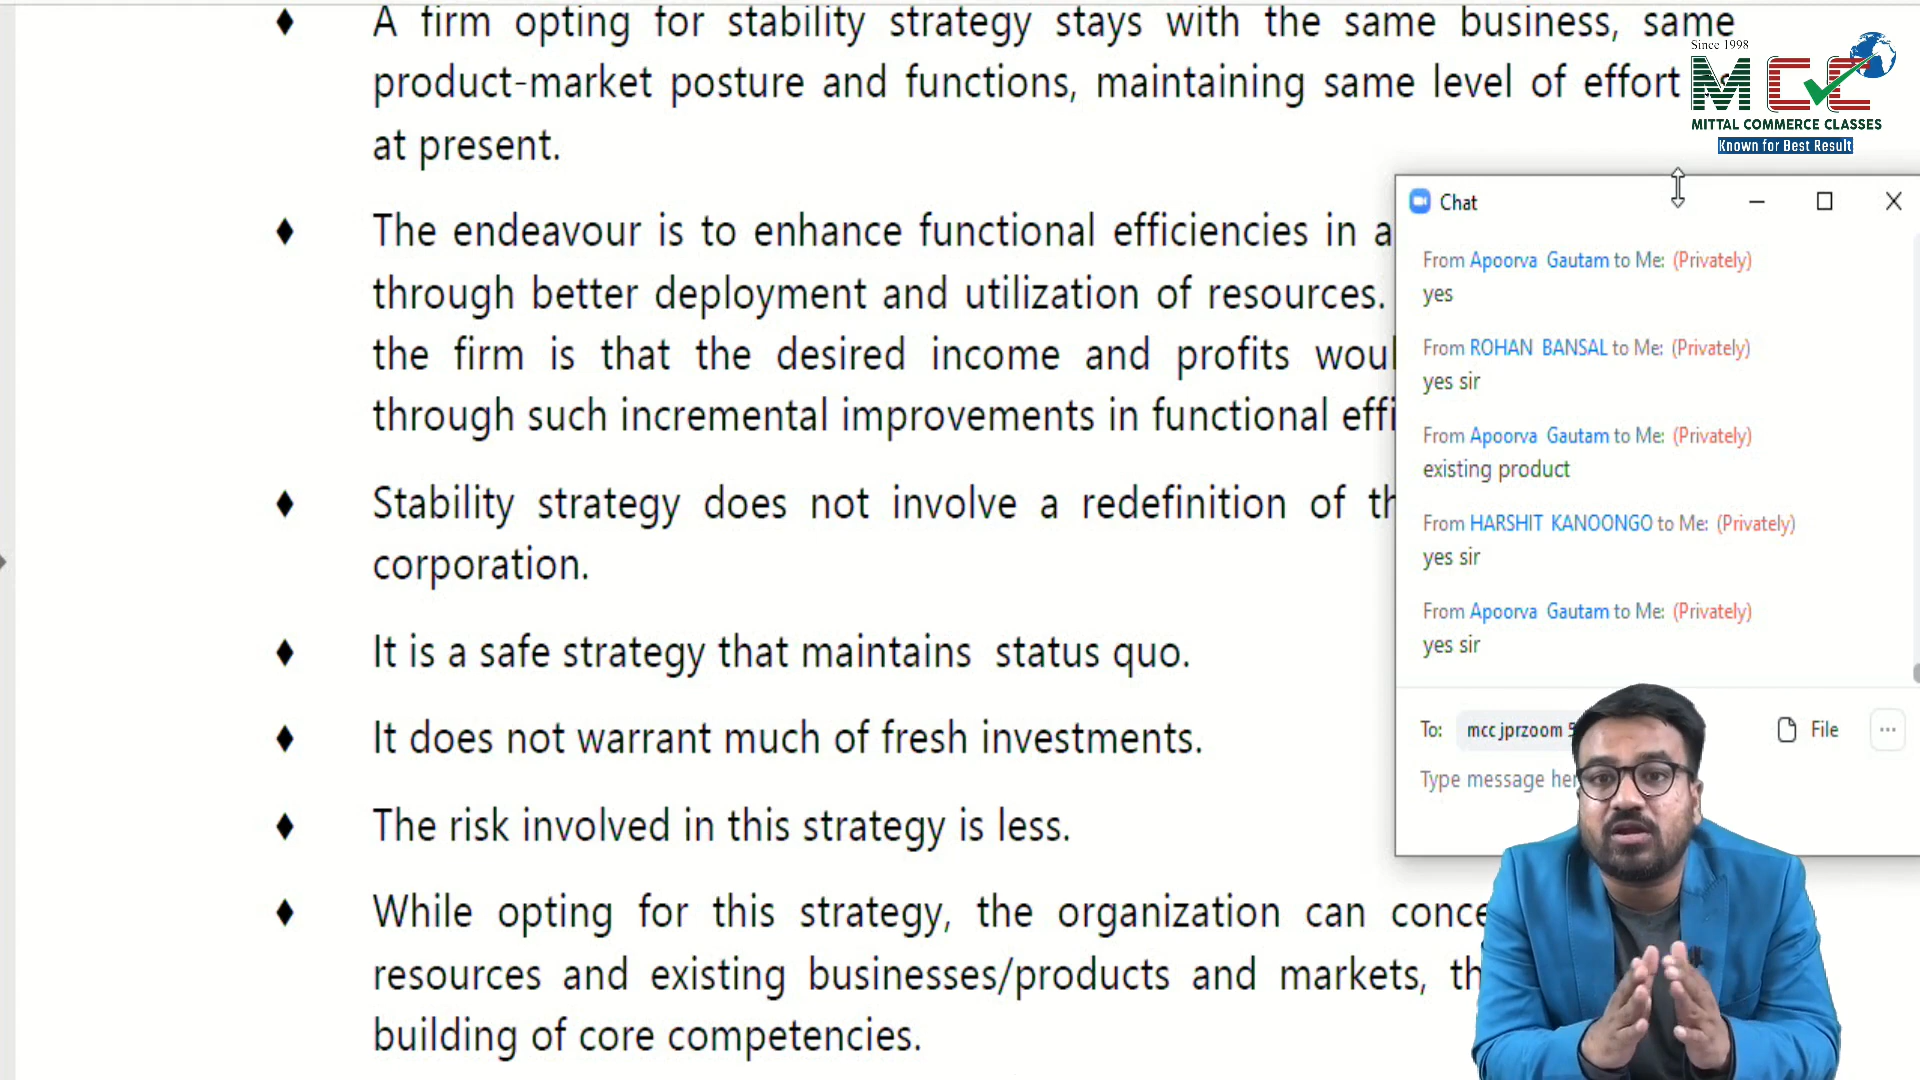 A firm opting for stability strategy stays with the same business, same
product-market posture and functions, maintaining same level of effort
at present.
The endeavour is to enhance functional efficiencies in a
through better deployment and utilization of resources.
the firm is that the desired income and profits woul
through such incremental improvements in functional effi
Stability strategy does not involve a redefinition of th
corporation.
It is a safe strategy that maintains status quo.
It does not warrant much of fresh investments.
The risk involved in this strategy is less.
While opting for this strategy, the organization can conce
resources and existing businesses/products and markets, th
building of core competencies.
Since 1998
MCC
MITTAL COMMERCE CLASSES
Known for Best Result
Chat
From Apoorva Gautam to Me: (Privately)
yes
From ROHAN BANSAL to Me: (Privately)
yes sir
From Apoorva Gautam to Me: (Privately)
existing product
From HARSHIT KANOONGO to Me: (Privately)
yes sir
From Apoorva Gautam to Me: (Privately)
yes sir
To: mcc jprzoom 5 File
Type message her